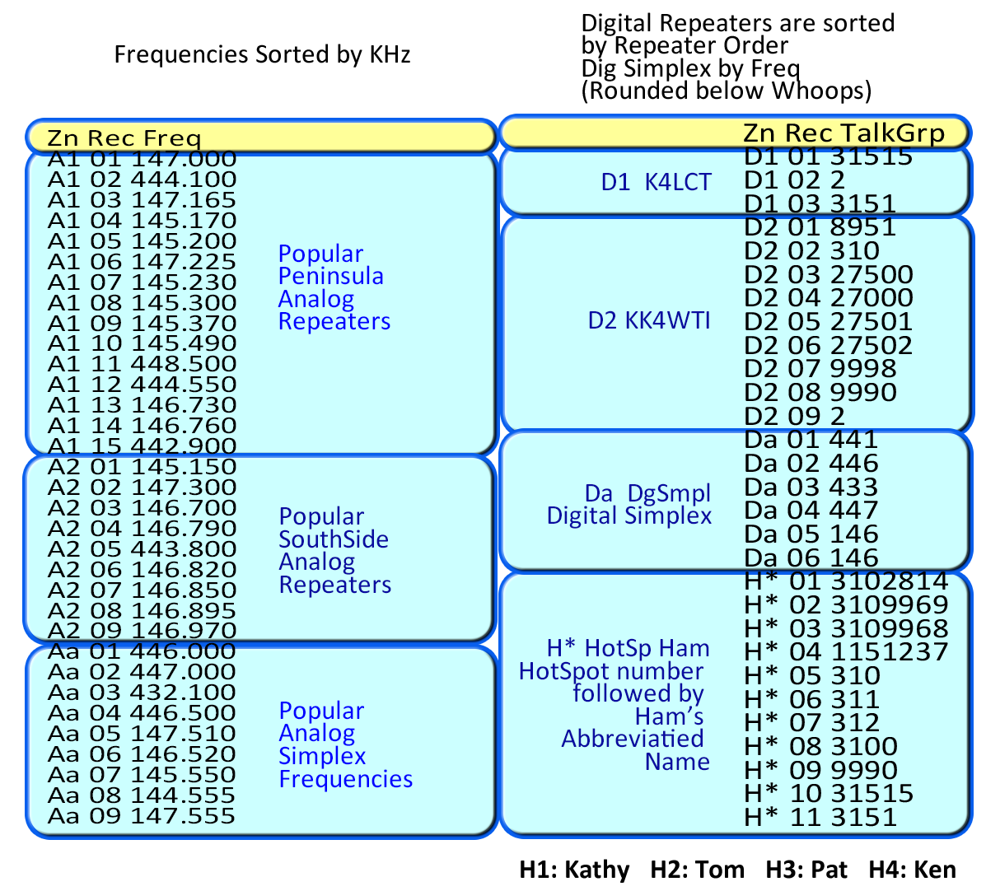 Frequencies Sorted by KHz
Zn Rec Freq
A1 01 147.000
A1 02 444.100
A1 03 147.165
A1 04 145.170
A1 05 145.200
A1 06 147.225
A1 07 145.230
A1 08 145.300
A1 09 145.370
A1 10 145.490
A1 11 448.500
A1 12 444.550
A1 13 146.730
A1 14 146.760
A1 15 442.900
Popular
Peninsula
Analog
Repeaters
A2 01 145.150
A2 02 147.300
A2 03 146.700
A2 04 146.790
A2 05 443.800
A2 06 146.820
A2 07 146.850
A2 08 146.895
A2 09 146.970
Popular
SouthSide
Analog
Repeaters
Aa 01 446.000
Aa 02 447.000
Aa 03 432.100
Aa 04 446.500
Aa 05 147.510
Aa 06 146.520
Aa 07 145.550
Aa 08 144.555
Aa 09 147.555
Popular
Analog
Simplex
Frequencies
Digital Repeaters are sorted
by Repeater Order
Dig Simplex by Freq
(Rounded below Whoops)
Zn Rec TalkGrp
D1 K4LCT
D1 01 31515
D1 02 2
D1 03 3151
D2 KK4WTI
D2 01 8951
D2 02 310
D2 03 27500
D2 04 27000
D2 05 27501
D2 06 27502
D2 07 9998
D2 08 9990
D2 09 2
Da DgSmpl
Digital Simplex
Da 01 441
Da 02 446
Da 03 433
Da 04 447
Da 05 146
Da 06 146
H* HotSp Ham
HotSpot number
followed by
Ham's
Abbreviatied
Name
H* 01 3102814
H* 02 3109969
H* 03 3109968
H* 04 1151237
H* 05 310
H* 06 311
H* 07 312
H* 08 3100
H* 09 9990
H* 10 31515
H* 11 3151
H1: Kathy H2: Tom H3: Pat H4: Ken